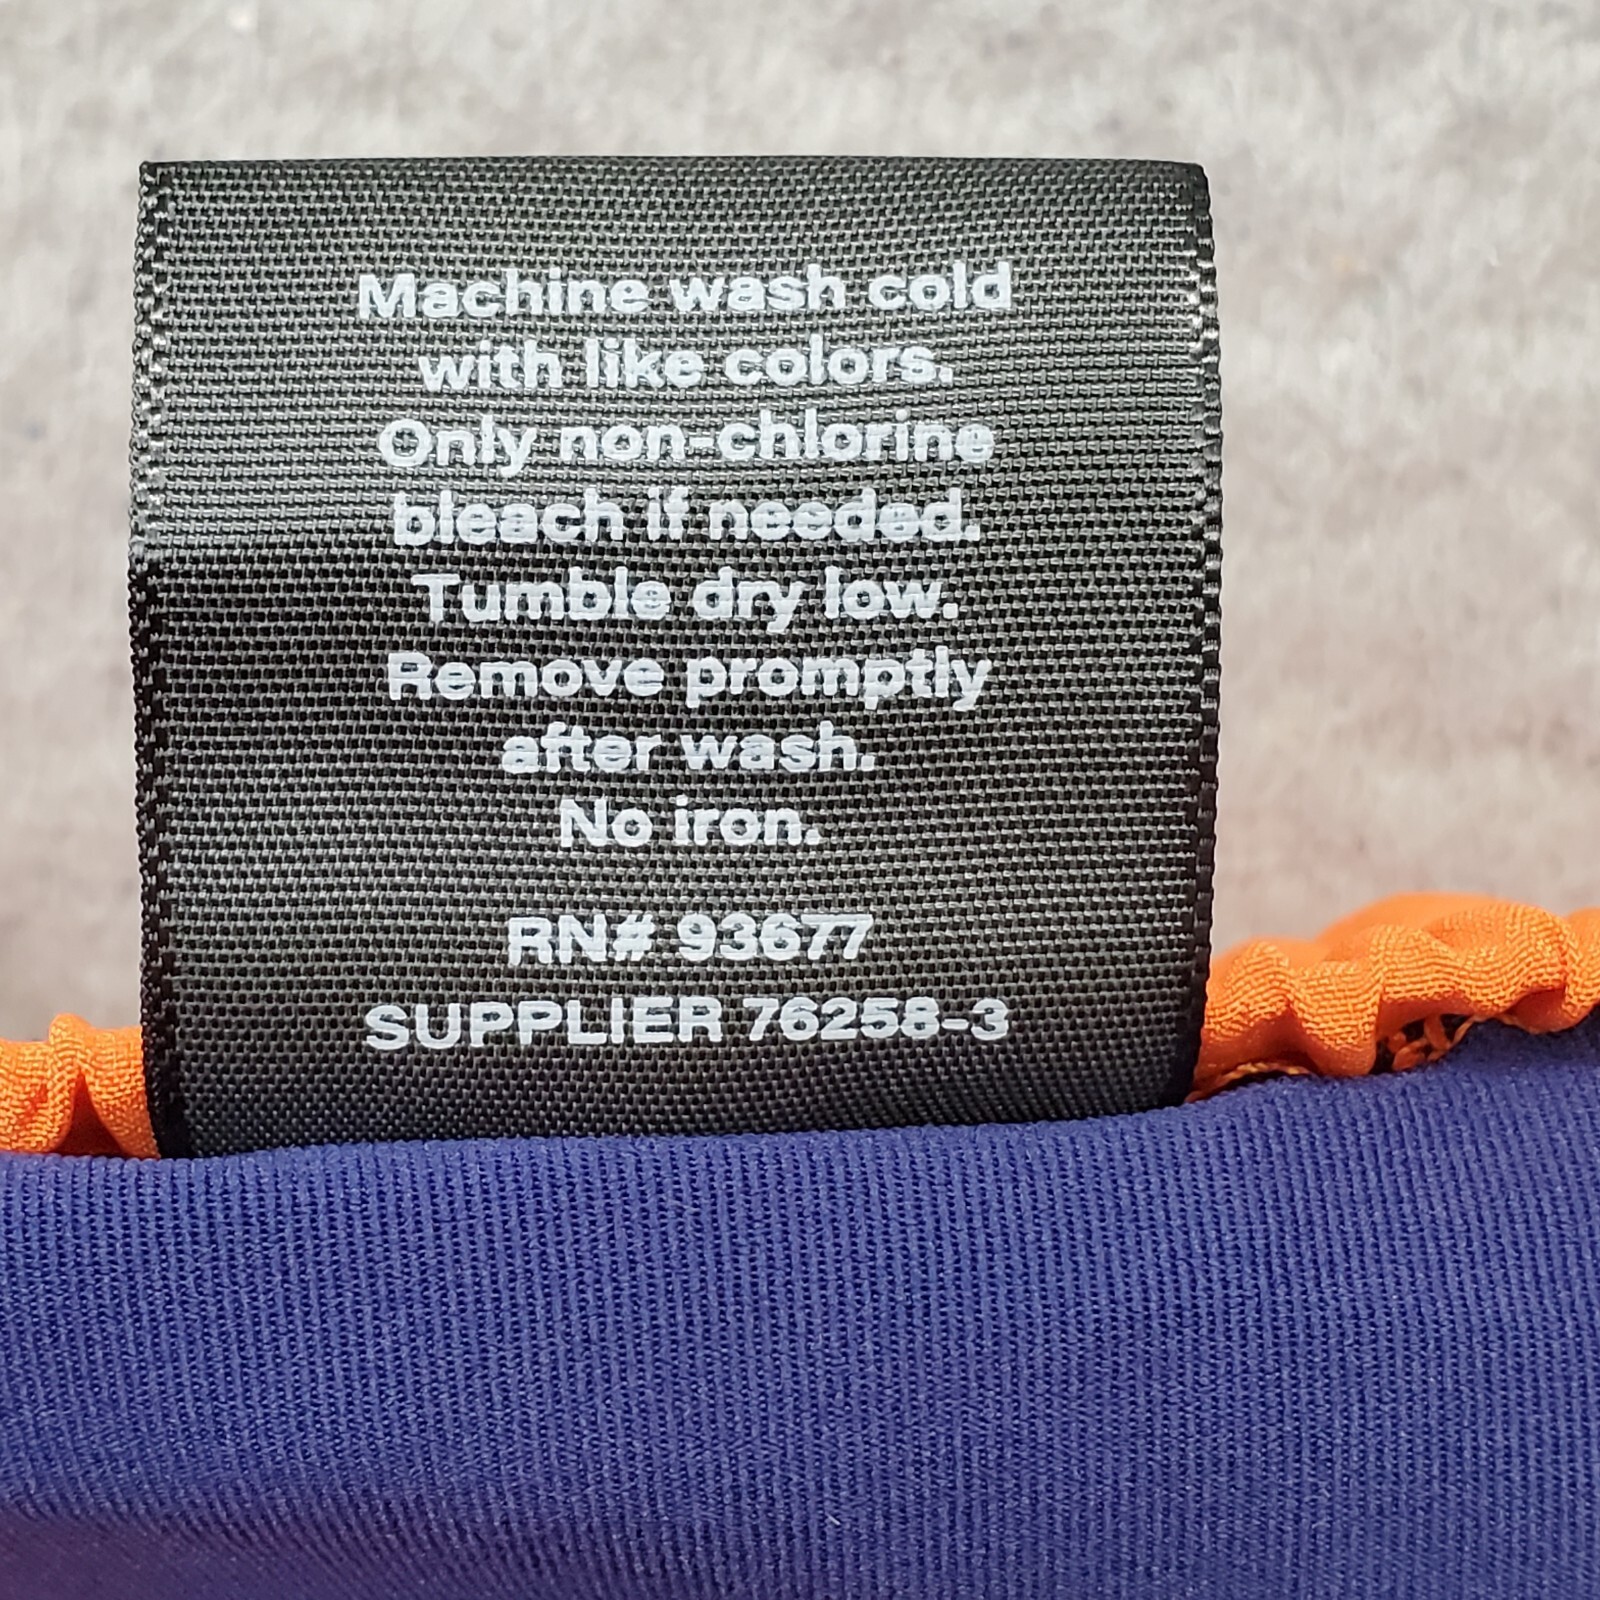 Machine wash cold
with like colors.
Only non-chlorine
bleach if needed.
Tumble dry low.
Remove promptly
after wash.
No iron.
RN# 93677
SUPPLIER 76258-3